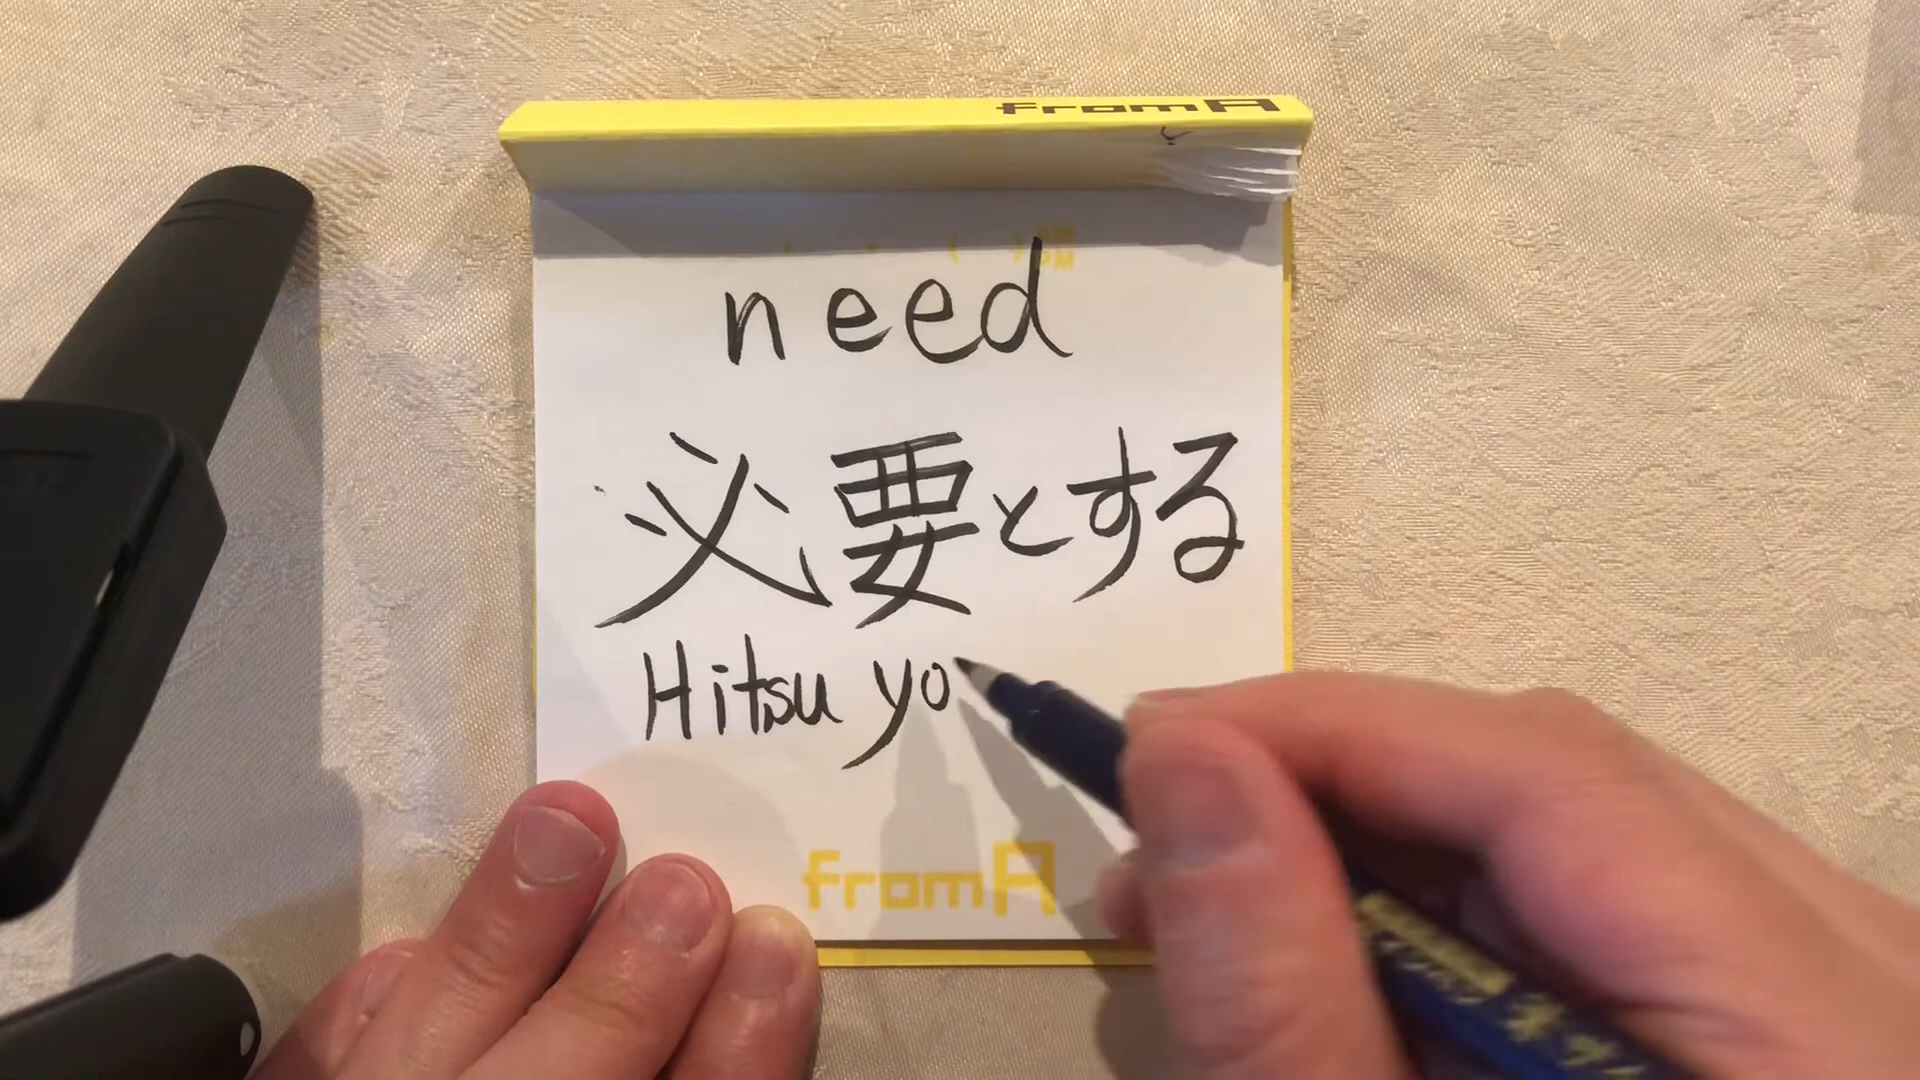 fromA
need
必要とする
Hitsu yo
fromA